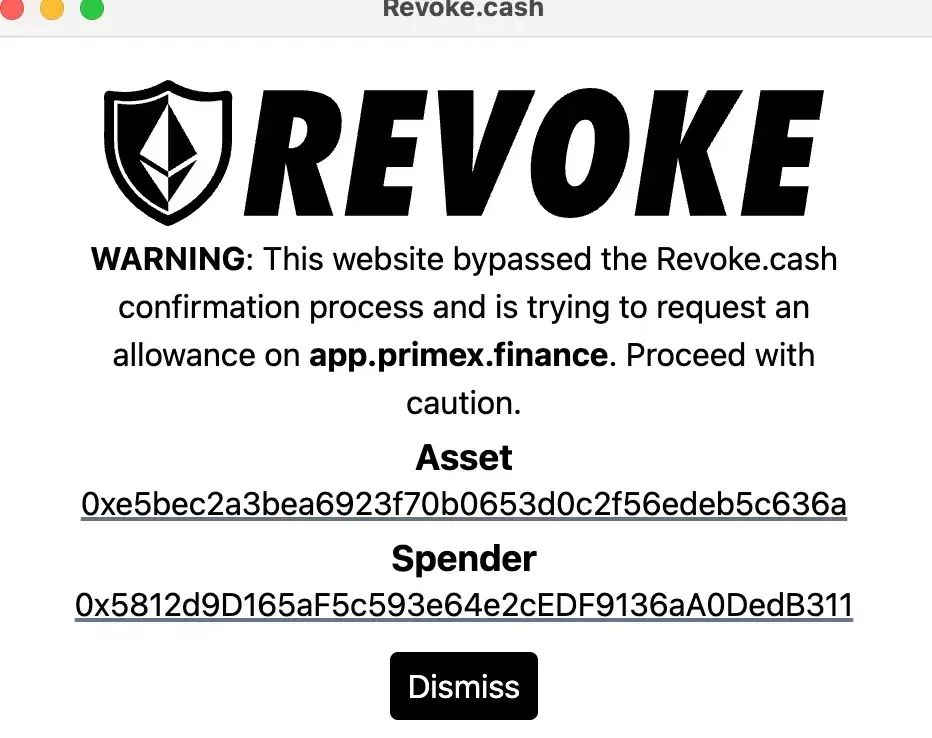 Revoke.cash
REVOKE
WARNING: This website bypassed the Revoke.cash
confirmation process and is trying to request an
allowance on app.primex.finance. Proceed with
caution.
Asset
0xe5bec2a3bea6923f70b0653d0c2f56edeb5c636a
Spender
0x5812d9D165aF5c593e64e2cEDF9136aA0DedB311
Dismiss